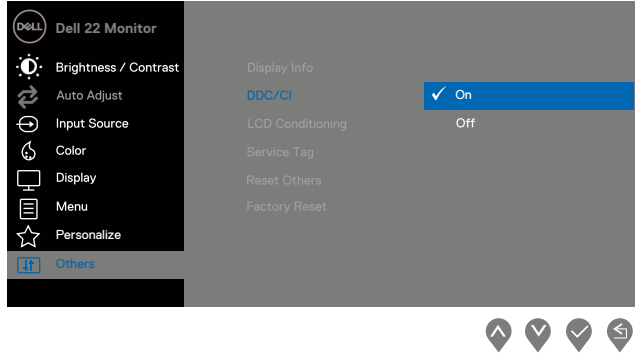 DELL
Dell 22 Monitor
Brightness / Contrast
Auto Adjust
Input Source
Color
Display
Menu
Personalize
Others
Display Info
DDC/CI
LCD Conditioning
Service Tag
Reset Others
Factory Reset
On
Off